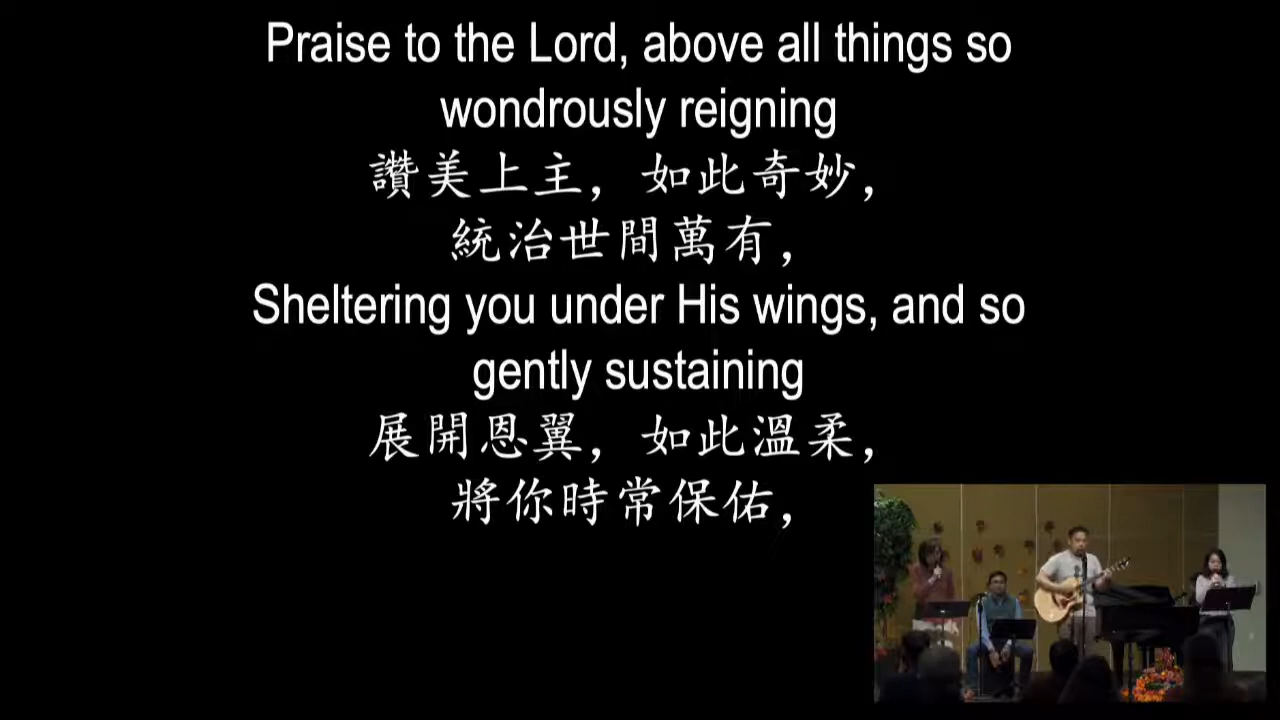 Praise to the Lord, above all things so
wondrously reigning
讚美上主，如此奇妙，
統治世間萬有，
Sheltering you under His wings, and so
gently sustaining
展開恩翼，如此溫柔，
將你時常保佑，